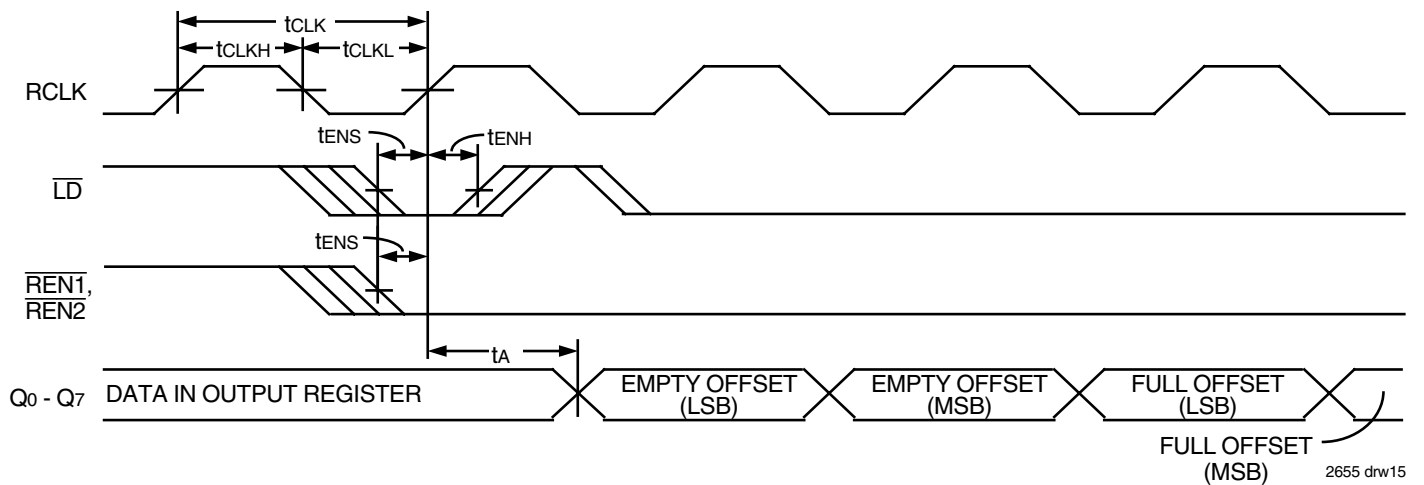 tCLK
tCLKH
tCLKL
RCLK
tENS
tENH
LD
tENS
REN1,
REN2
tA
Q0 - Q7
DATA IN OUTPUT REGISTER
EMPTY OFFSET
(LSB)
EMPTY OFFSET
(MSB)
FULL OFFSET
(LSB)
FULL OFFSET
(MSB)
2655 drw15